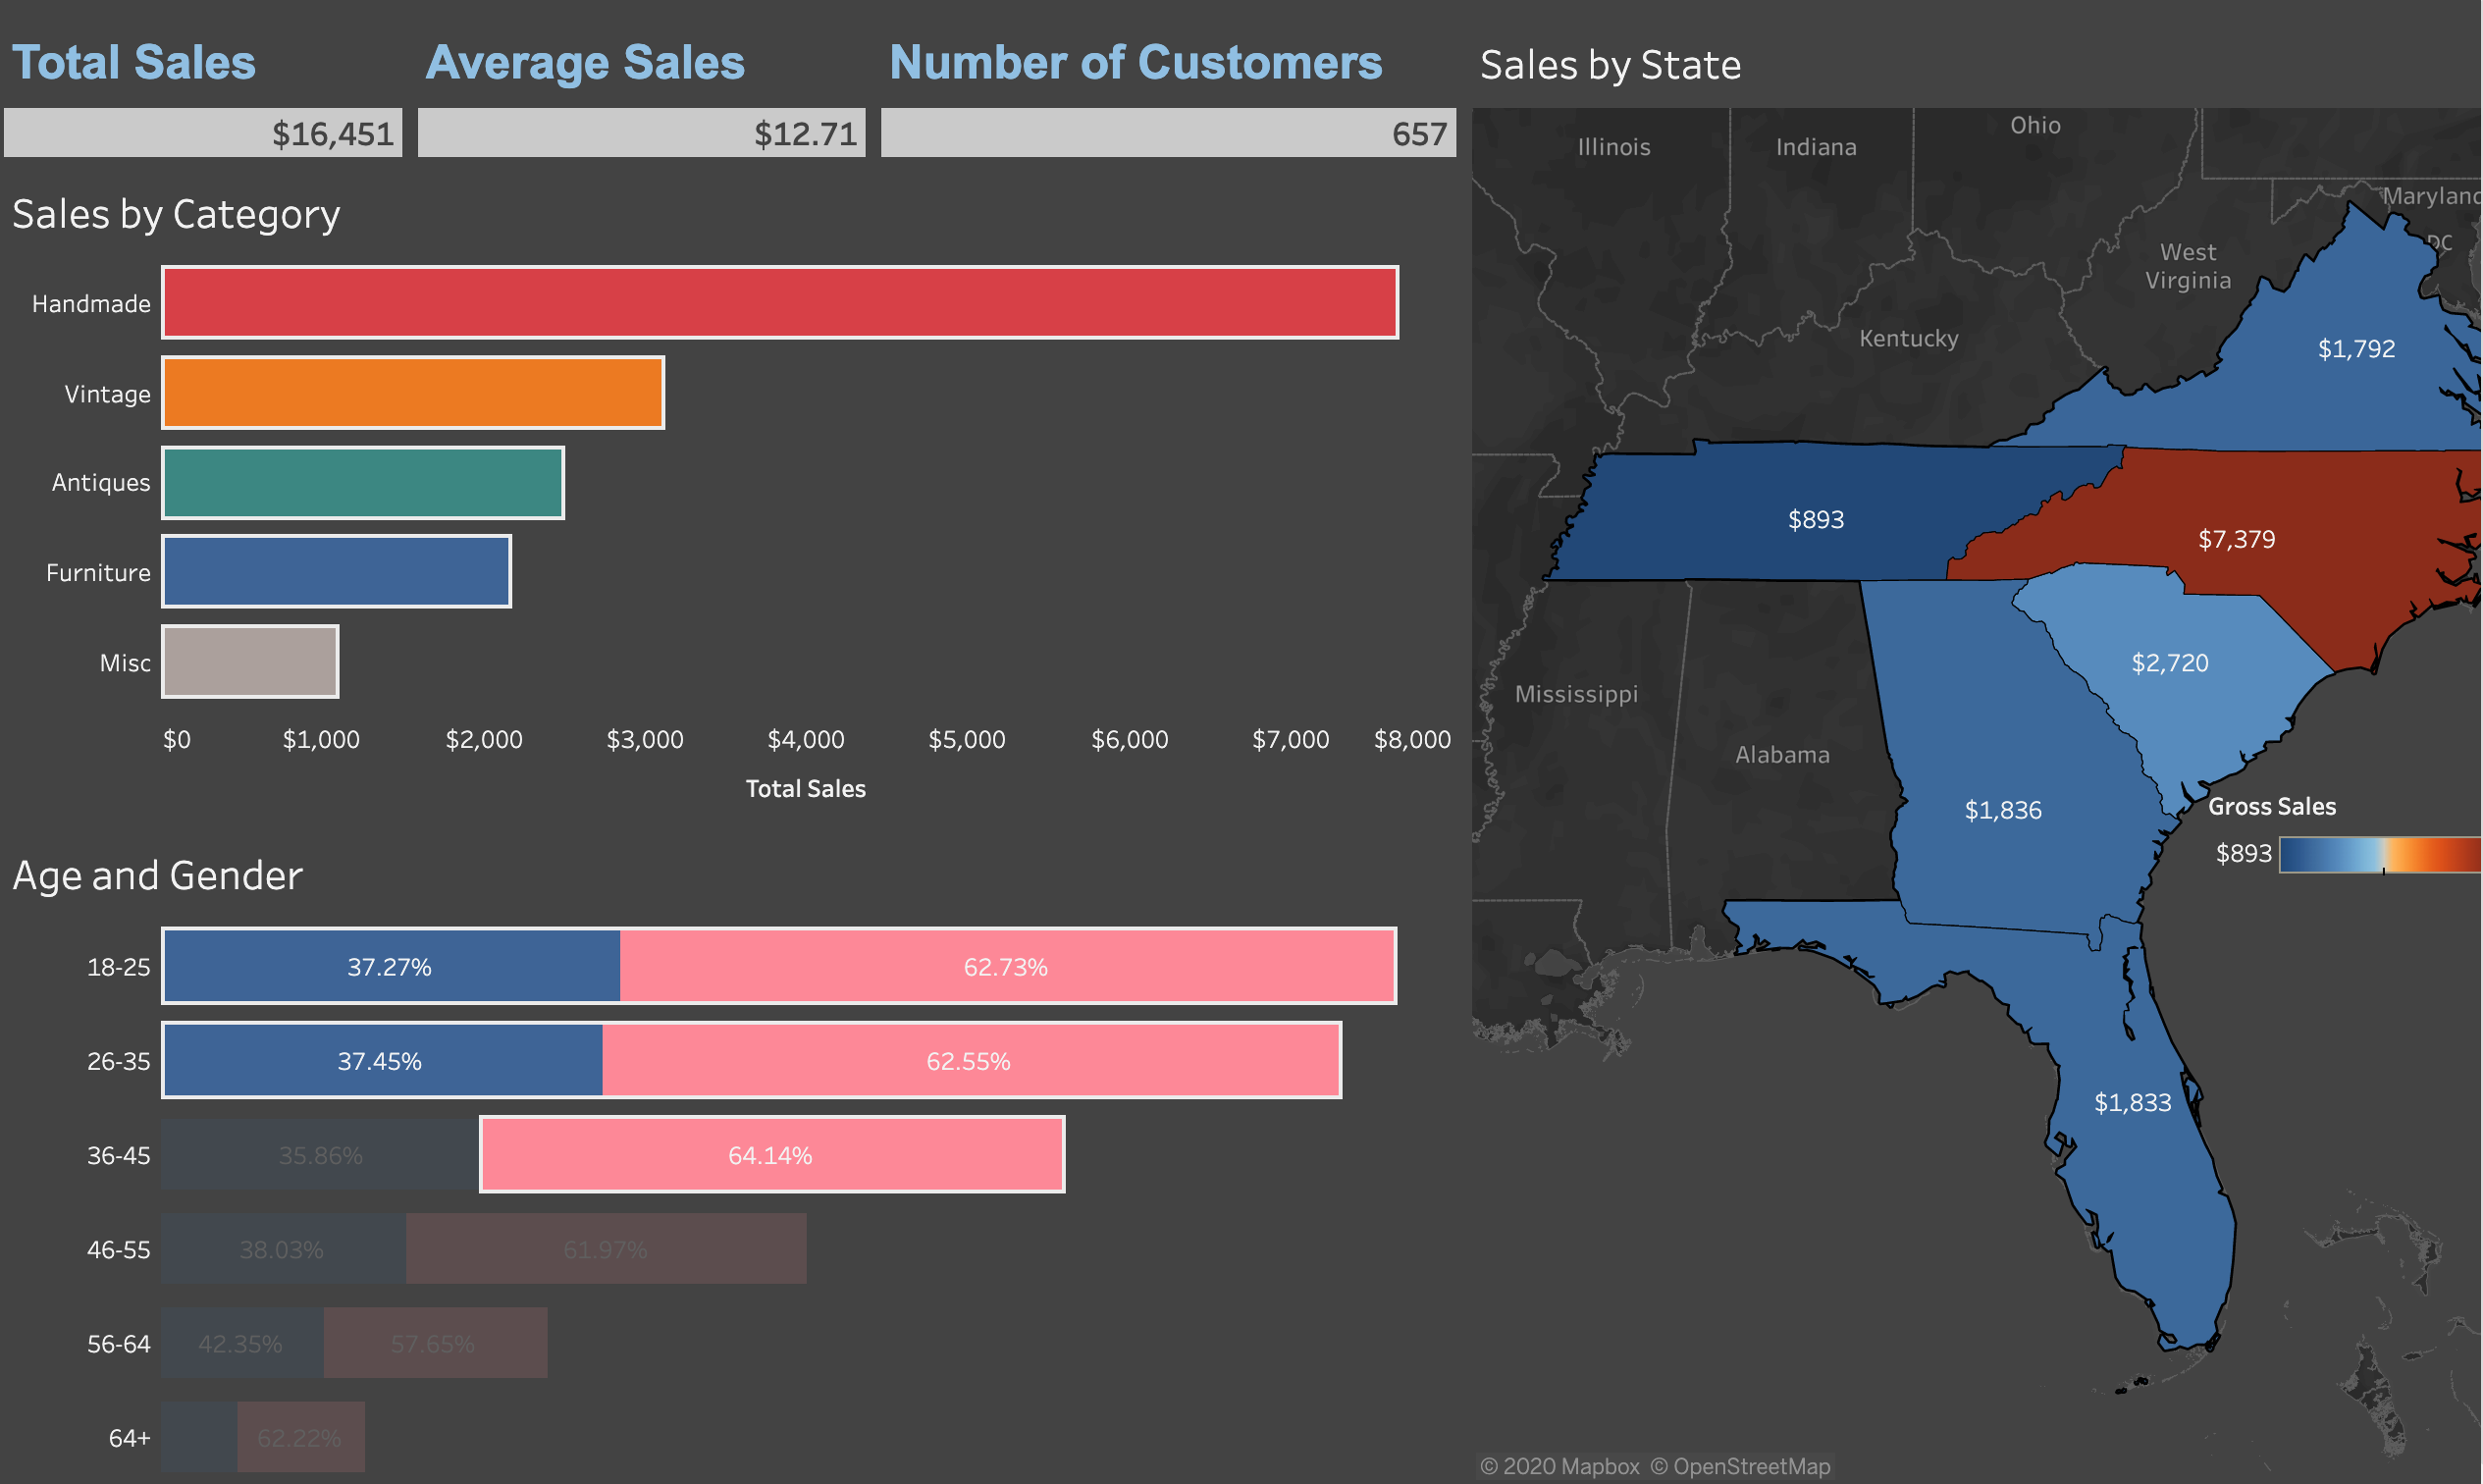 Total Sales
$16,451
Average Sales
$12.71
Number of Customers
657
Sales by Category
Handmade
Vintage
Antiques
Furniture
Misc
$0 $1,000 $2,000 $3,000 $4,000 $5,000 $6,000 $7,000 $8,000
Total Sales
Age and Gender
18-25 37.27% 62.73%
26-35 37.45% 62.55%
36-45 35.86% 64.14%
46-55 38.03% 61.97%
56-64 42.35% 57.65%
64+ 62.22%
Sales by State
Illinois
Indiana
Ohio
Maryland
DC
West
Virginia
Kentucky
$1,792
$893
$7,379
$2,720
Mississippi
Alabama
$1,836
Gross Sales
$893
$1,833
© 2020 Mapbox © OpenStreetMap